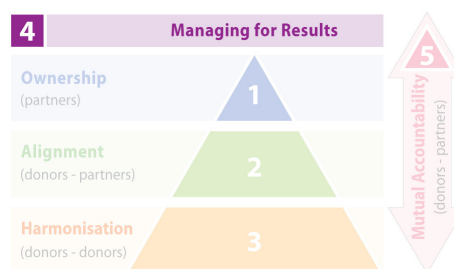 4 Managing for Results
5
Ownership
(partners)
1
Alignment
(donors - partners)
2
Harmonisation
(donors - donors)
3
Mutual Accountability
(donors - partners)